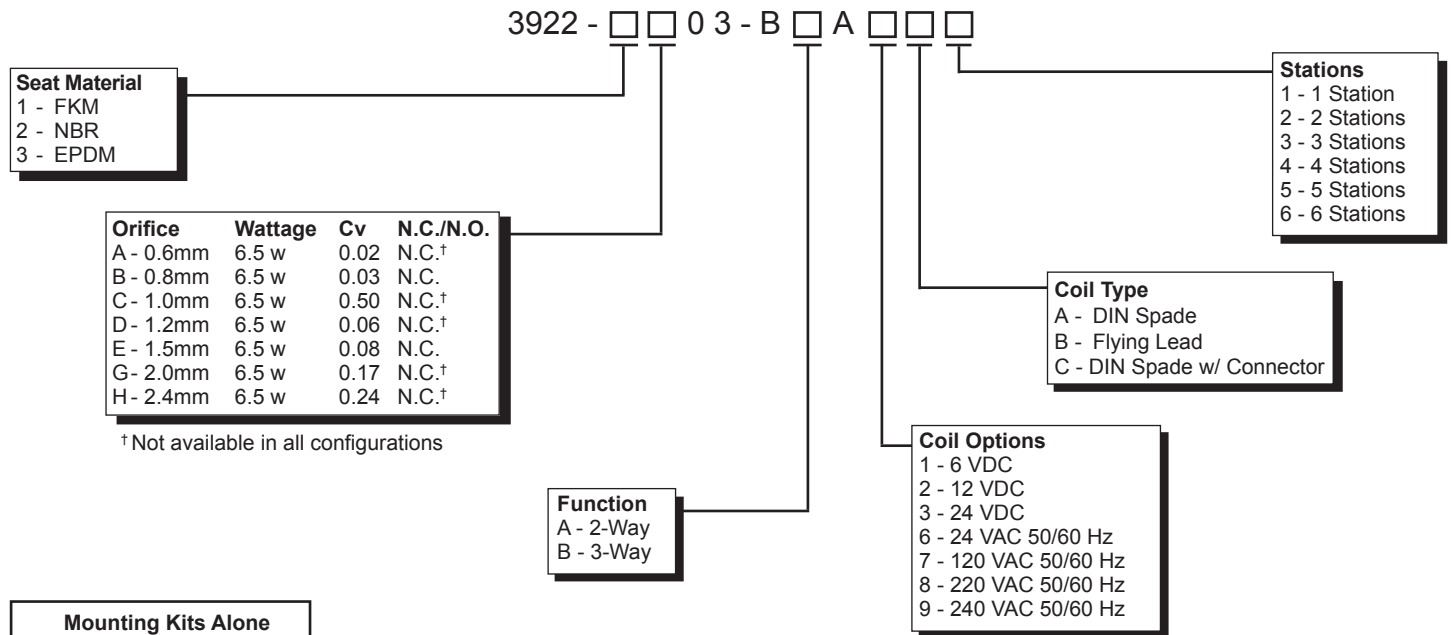 3922 - □ □ 0 3 - B □ A □ □ □
Seat Material
1 - FKM
2 - NBR
3 - EPDM
Stations
1 - 1 Station
2 - 2 Stations
3 - 3 Stations
4 - 4 Stations
5 - 5 Stations
6 - 6 Stations
Orifice Wattage Cv N.C./N.O.
A - 0.6mm 6.5 w 0.02 N.C.†
B - 0.8mm 6.5 w 0.03 N.C.
C - 1.0mm 6.5 w 0.50 N.C.†
D - 1.2mm 6.5 w 0.06 N.C.†
E - 1.5mm 6.5 w 0.08 N.C.
G - 2.0mm 6.5 w 0.17 N.C.†
H - 2.4mm 6.5 w 0.24 N.C.†
† Not available in all configurations
Coil Type
A - DIN Spade
B - Flying Lead
C - DIN Spade w/ Connector
Function
A - 2-Way
B - 3-Way
Coil Options
1 - 6 VDC
2 - 12 VDC
3 - 24 VDC
6 - 24 VAC 50/60 Hz
7 - 120 VAC 50/60 Hz
8 - 220 VAC 50/60 Hz
9 - 240 VAC 50/60 Hz
Mounting Kits Alone